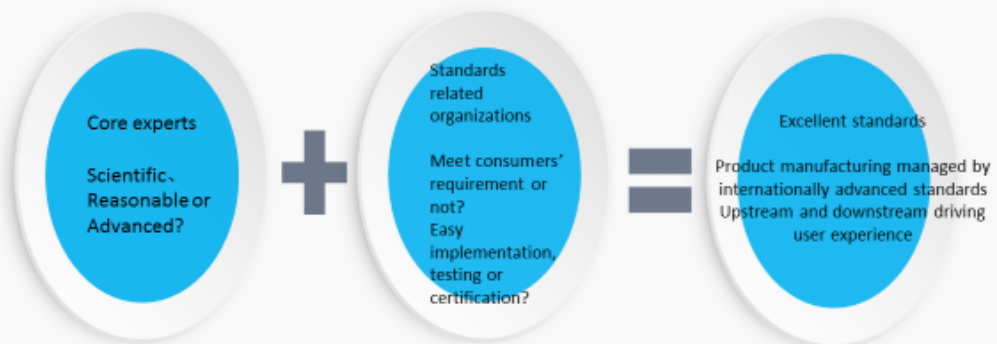 Core experts
Scientific、
Reasonable or
Advanced?
Standards
related
organizations
Meet consumers’
requirement or
not?
Easy
implementation,
testing or
certification?
Excellent standards
Product manufacturing managed by
internationally advanced standards
Upstream and downstream driving
user experience